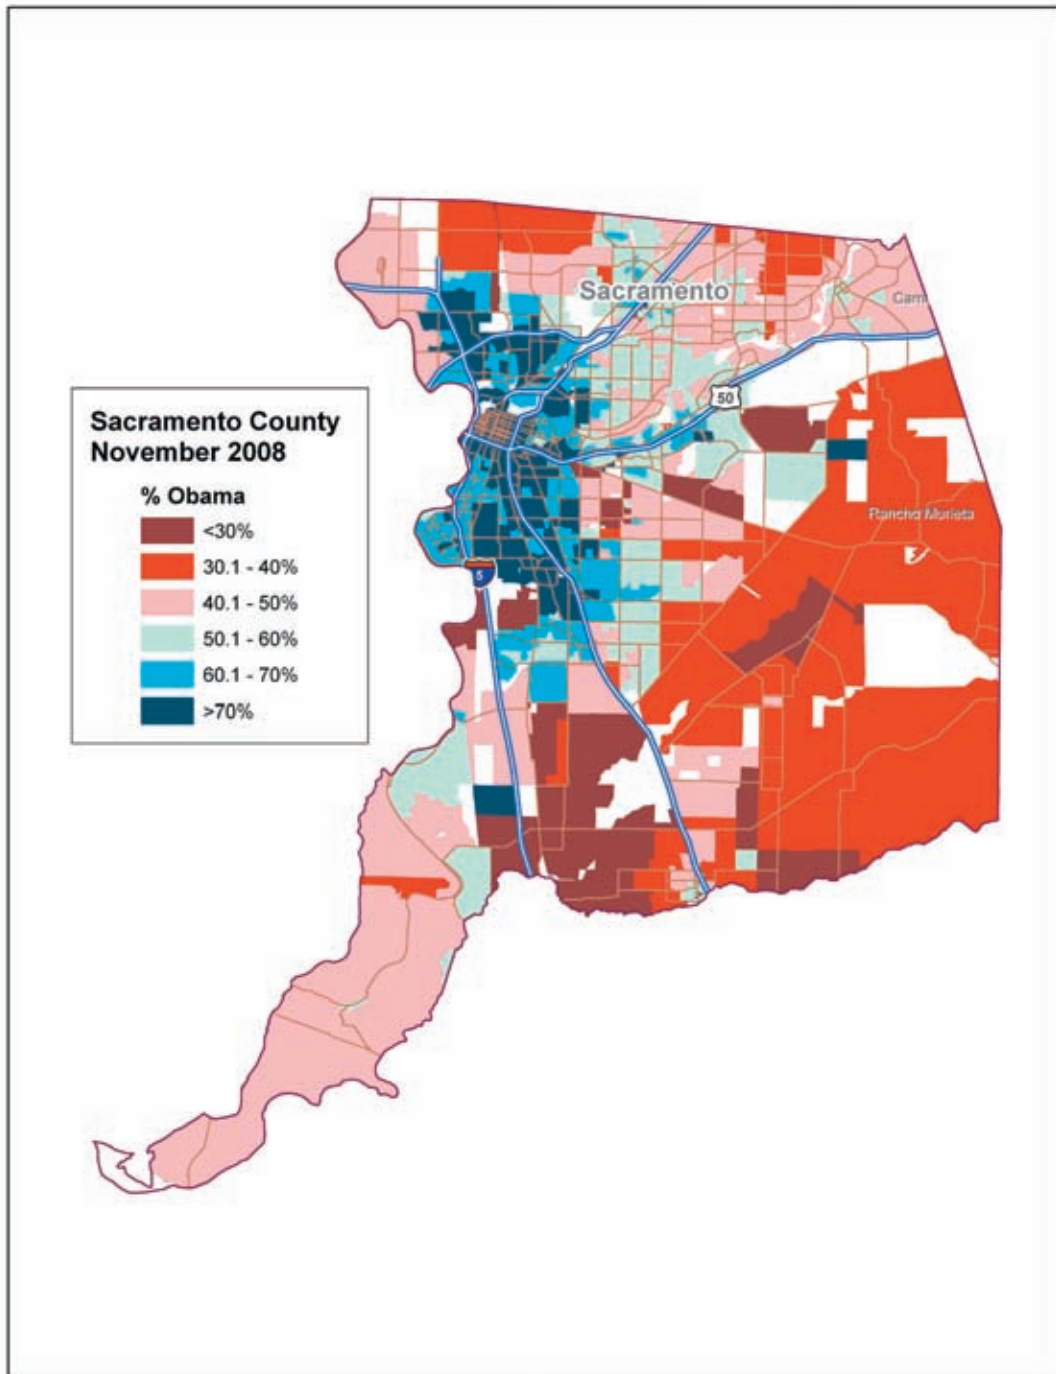 Sacramento County
November 2008
% Obama
<30%
30.1 - 40%
40.1 - 50%
50.1 - 60%
60.1 - 70%
>70%
Sacramento
Cam
50
Rancho Murieta
5